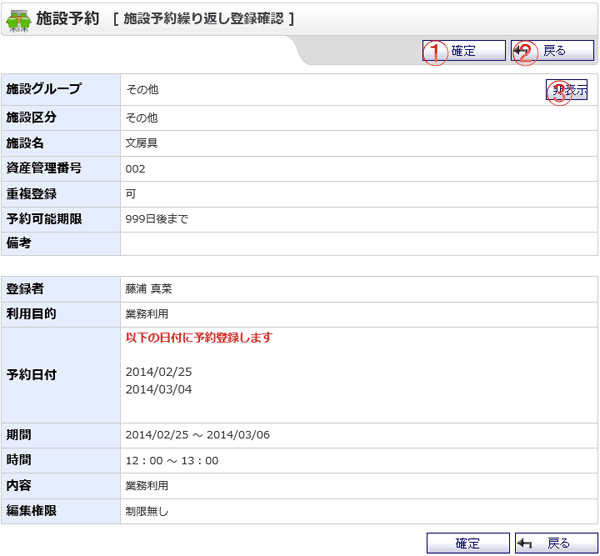 施設予約 [ 施設予約繰り返し登録確認 ]
① 確定 ② 戻る
施設グループ その他 ③ 非表示
施設区分 その他
施設名 文房具
資産管理番号 002
重複登録 可
予約可能期限 999日後まで
備考
登録者 藤浦 真菜
利用目的 業務利用
以下の日付に予約登録します
予約日付 2014/02/25
2014/03/04
期間 2014/02/25 ～ 2014/03/06
時間 12：00 ～ 13：00
内容 業務利用
編集権限 制限無し
確定 戻る